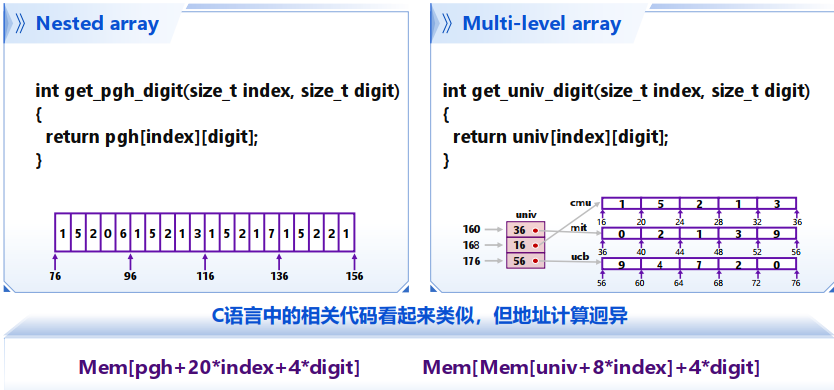 》 Nested array
int get_pgh_digit(size_t index, size_t digit)
{
return pgh[index][digit];
}
1 5 2 0 6 1 5 2 1 3 1 5 2 1 7 1 5 2 2 1
76 96 116 136 156
》 Multi-level array
int get_univ_digit(size_t index, size_t digit)
{
return univ[index][digit];
}
cmu
1 5 2 1 3
univ
16 20 24 28 32 36
160 36
mit
0 2 1 3 9
168 16
36 40 44 48 52 56
176 56
ucb
9 4 7 2 0
56 60 64 68 72 76
C语言中的相关代码看起来类似，但地址计算迥异
Mem[pgh+20*index+4*digit] Mem[Mem[univ+8*index]+4*digit]